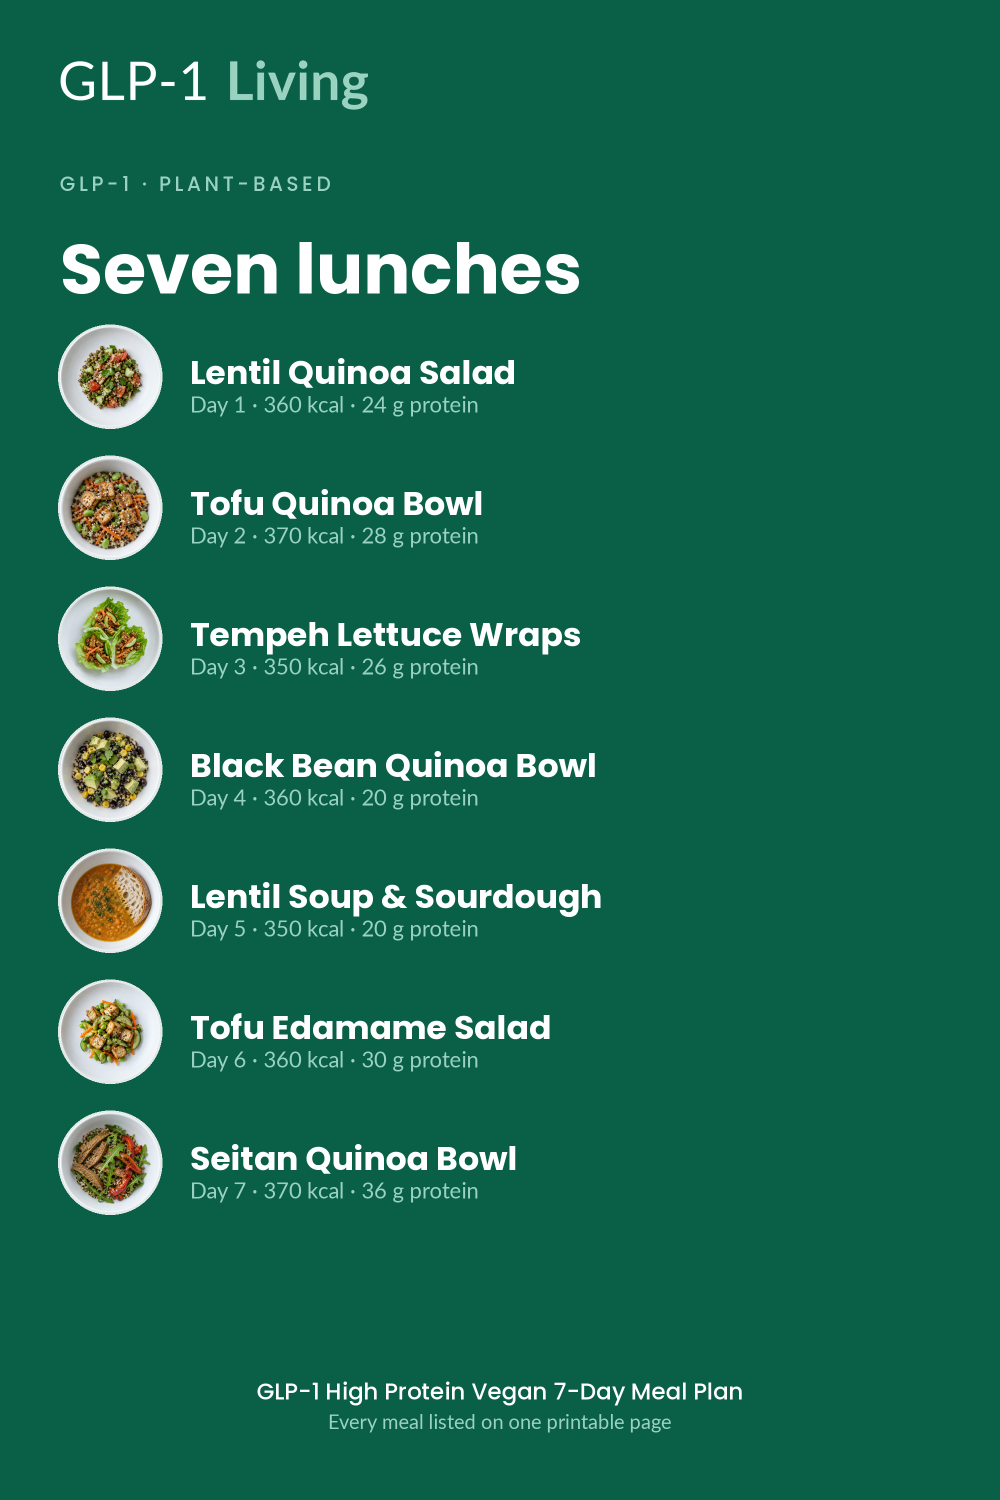 GLP-1 Living
GLP-1 · PLANT-BASED
Seven lunches
Lentil Quinoa Salad
Day 1 · 360 kcal · 24 g protein
Tofu Quinoa Bowl
Day 2 · 370 kcal · 28 g protein
Tempeh Lettuce Wraps
Day 3 · 350 kcal · 26 g protein
Black Bean Quinoa Bowl
Day 4 · 360 kcal · 20 g protein
Lentil Soup & Sourdough
Day 5 · 350 kcal · 20 g protein
Tofu Edamame Salad
Day 6 · 360 kcal · 30 g protein
Seitan Quinoa Bowl
Day 7 · 370 kcal · 36 g protein
GLP-1 High Protein Vegan 7-Day Meal Plan
Every meal listed on one printable page